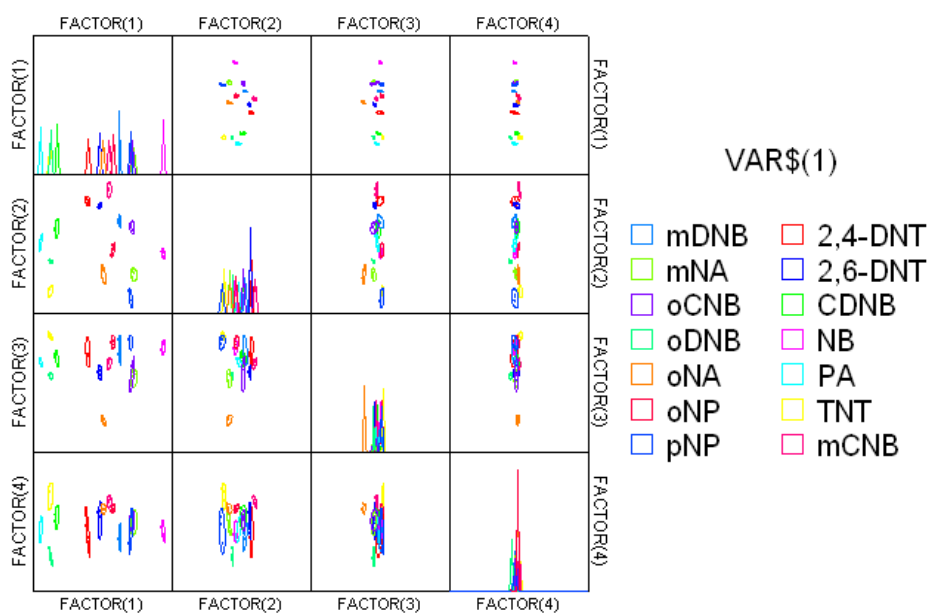 FACTOR(1) FACTOR(2) FACTOR(3) FACTOR(4)
FACTOR(1) FACTOR(1)
FACTOR(2) FACTOR(2)
FACTOR(3) FACTOR(3)
FACTOR(4) FACTOR(4)
FACTOR(1) FACTOR(2) FACTOR(3) FACTOR(4)
VAR$(1)
mDNB 2,4-DNT
mNA 2,6-DNT
oCNB CDNB
oDNB NB
oNA PA
oNP TNT
pNP mCNB